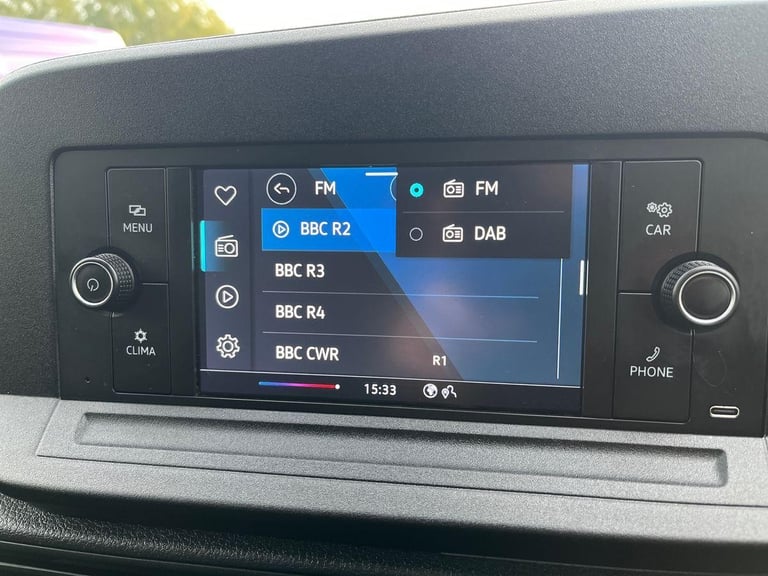 MENU
CLIMA
FM
BBC R2
BBC R3
BBC R4
BBC CWR R1
15:33
FM
DAB
CAR
PHONE